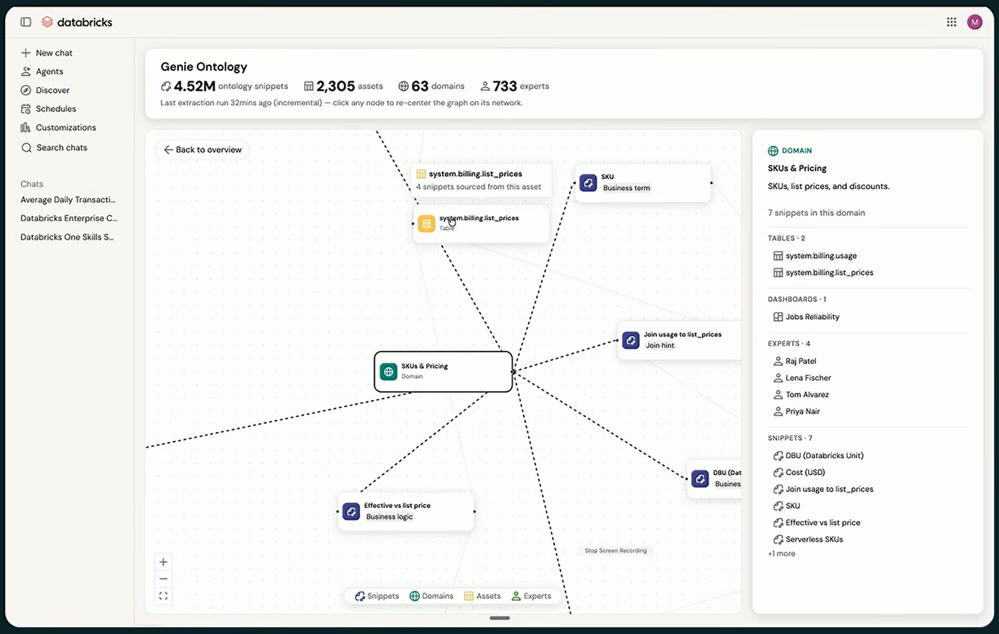 databricks
M
New chat
Agents
Discover
Schedules
Customizations
Search chats
Chats
Average Daily Transacti...
Databricks Enterprise C...
Databricks One Skills S...
Genie Ontology
4.52M ontology snippets 2,305 assets 63 domains 733 experts
Last extraction run 32mins ago (incremental) — click any node to re-center the graph on its network.
Back to overview
system.billing.list_prices
4 snippets sourced from this asset
system.billing.list_prices
Table
SKU
Business term
Join usage to list_prices
Join hint
SKUs & Pricing
Domain
DBU (Dat
Busines
Effective vs list price
Business logic
Stop Screen Recording
Snippets Domains Assets Experts
DOMAIN
SKUs & Pricing
SKUs, list prices, and discounts.
7 snippets in this domain
TABLES · 2
system.billing.usage
system.billing.list_prices
DASHBOARDS · 1
Jobs Reliability
EXPERTS · 4
Raj Patel
Lena Fischer
Tom Alvarez
Priya Nair
SNIPPETS · 7
DBU (Databricks Unit)
Cost (USD)
Join usage to list_prices
SKU
Effective vs list price
Serverless SKUs
+1 more